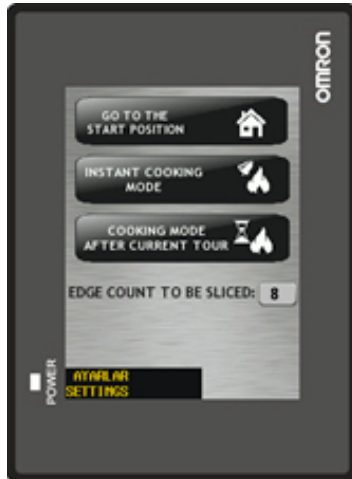 OMRON
GO TO THE
START POSITION
INSTANT COOKING
MODE
COOKING MODE
AFTER CURRENT TOUR
EDGE COUNT TO BE SLICED: 8
POWER
AYARLAR
SETTINGS